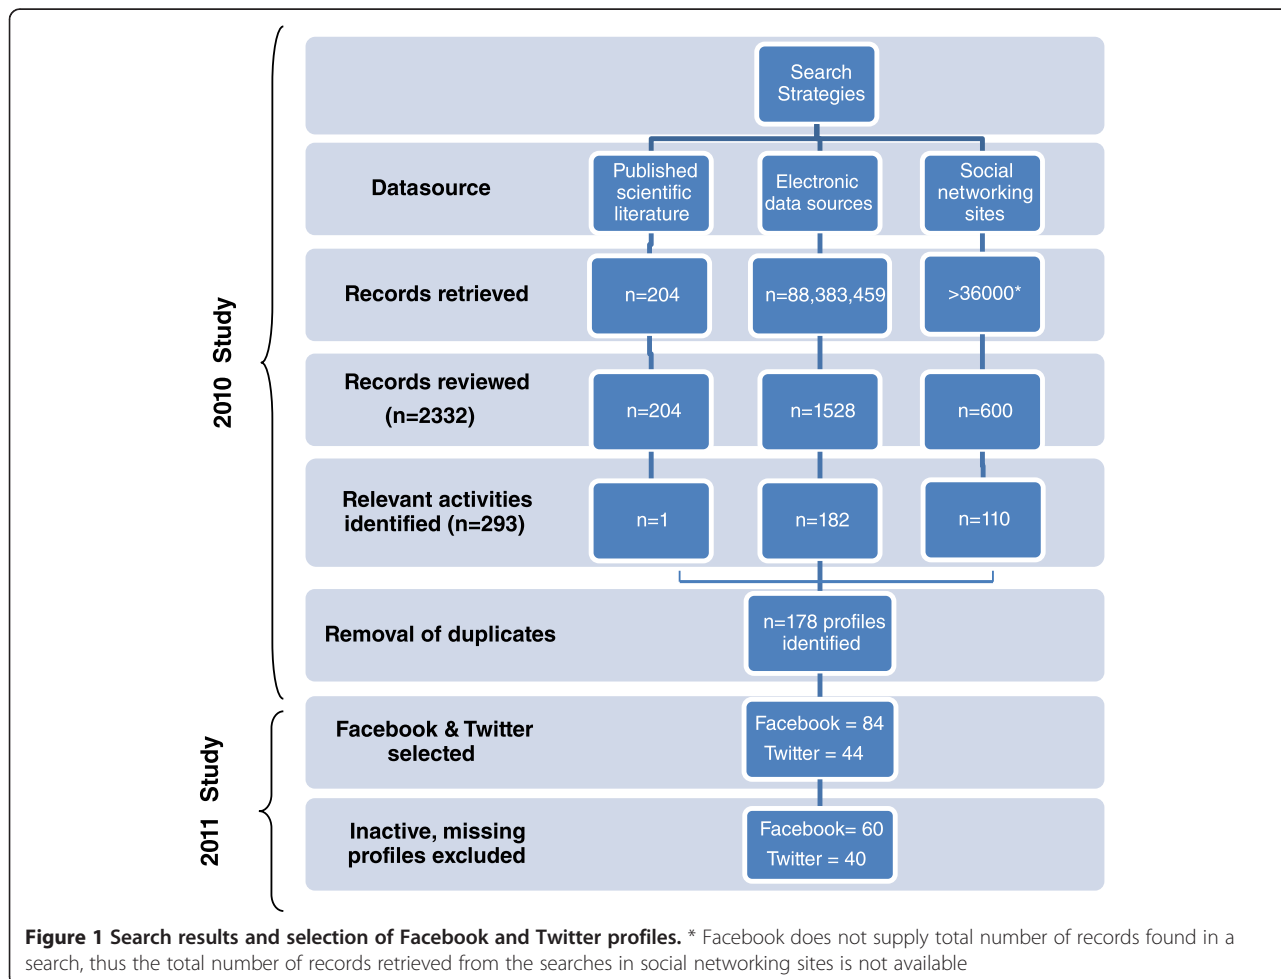 Search
Strategies
Datasource
Published
scientific
literature
Electronic
data sources
Social
networking
sites
Records retrieved
n=204
n=88,383,459
>36000*
Records reviewed
(n=2332)
n=204
n=1528
n=600
Relevant activities
identified (n=293)
n=1
n=182
n=110
Removal of duplicates
n=178 profiles
identified
2010 Study
Facebook & Twitter
selected
Facebook = 84
Twitter = 44
Inactive, missing
profiles excluded
Facebook= 60
Twitter = 40
2011 Study
Figure 1 Search results and selection of Facebook and Twitter profiles. * Facebook does not supply total number of records found in a
search, thus the total number of records retrieved from the searches in social networking sites is not available